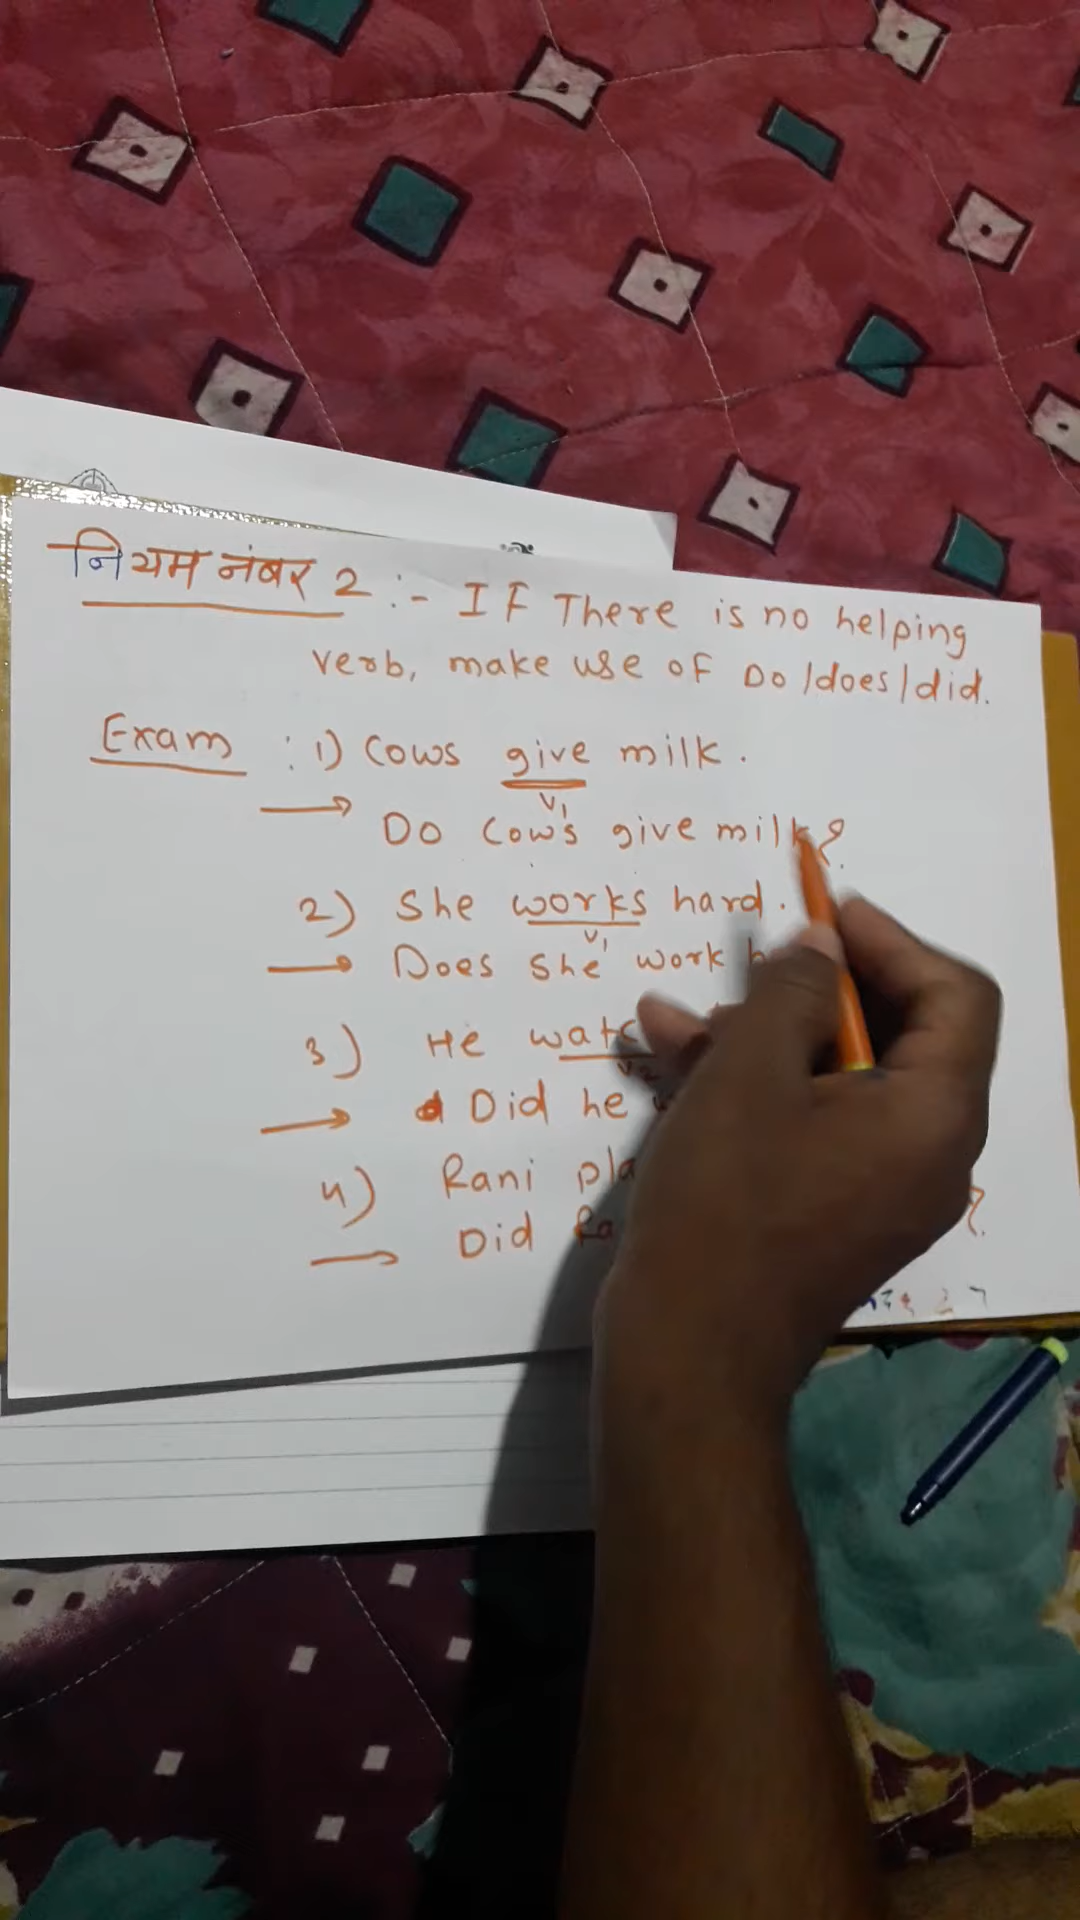 नियम नंबर 2 :- IF There is no helping
verb, make use of Do/does/did.
Exam : 1) Cows give milk.
V1
Do cows give milk?
2) She works hard.
V1
Does she work
3) He
V2
Did he
4) Rani
Did